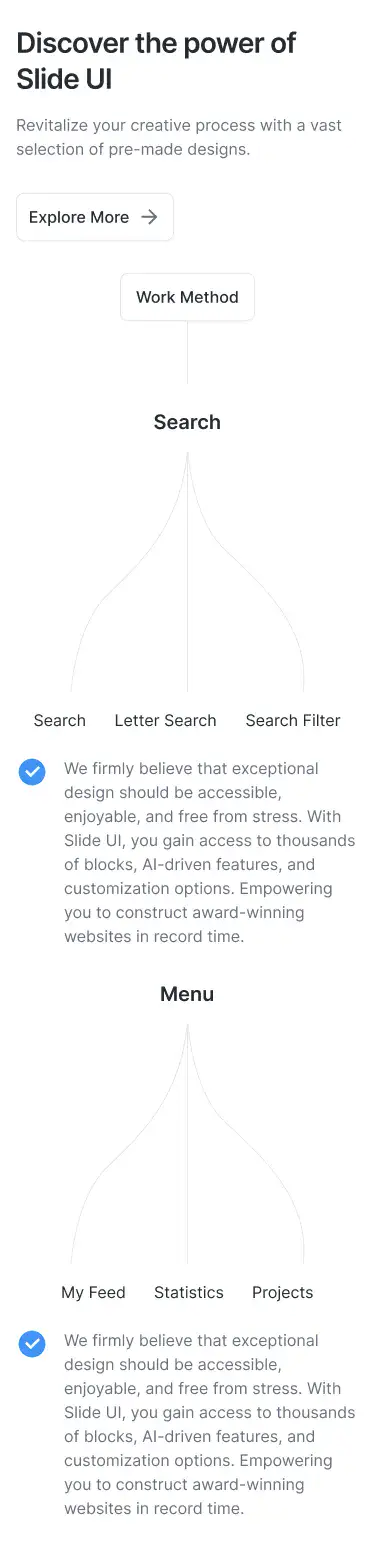 Discover the power of
Slide UI
Revitalize your creative process with a vast
selection of pre-made designs.
Explore More
Work Method
Search
Search Letter Search Search Filter
We firmly believe that exceptional
design should be accessible,
enjoyable, and free from stress. With
Slide UI, you gain access to thousands
of blocks, AI-driven features, and
customization options. Empowering
you to construct award-winning
websites in record time.
Menu
My Feed Statistics Projects
We firmly believe that exceptional
design should be accessible,
enjoyable, and free from stress. With
Slide UI, you gain access to thousands
of blocks, AI-driven features, and
customization options. Empowering
you to construct award-winning
websites in record time.